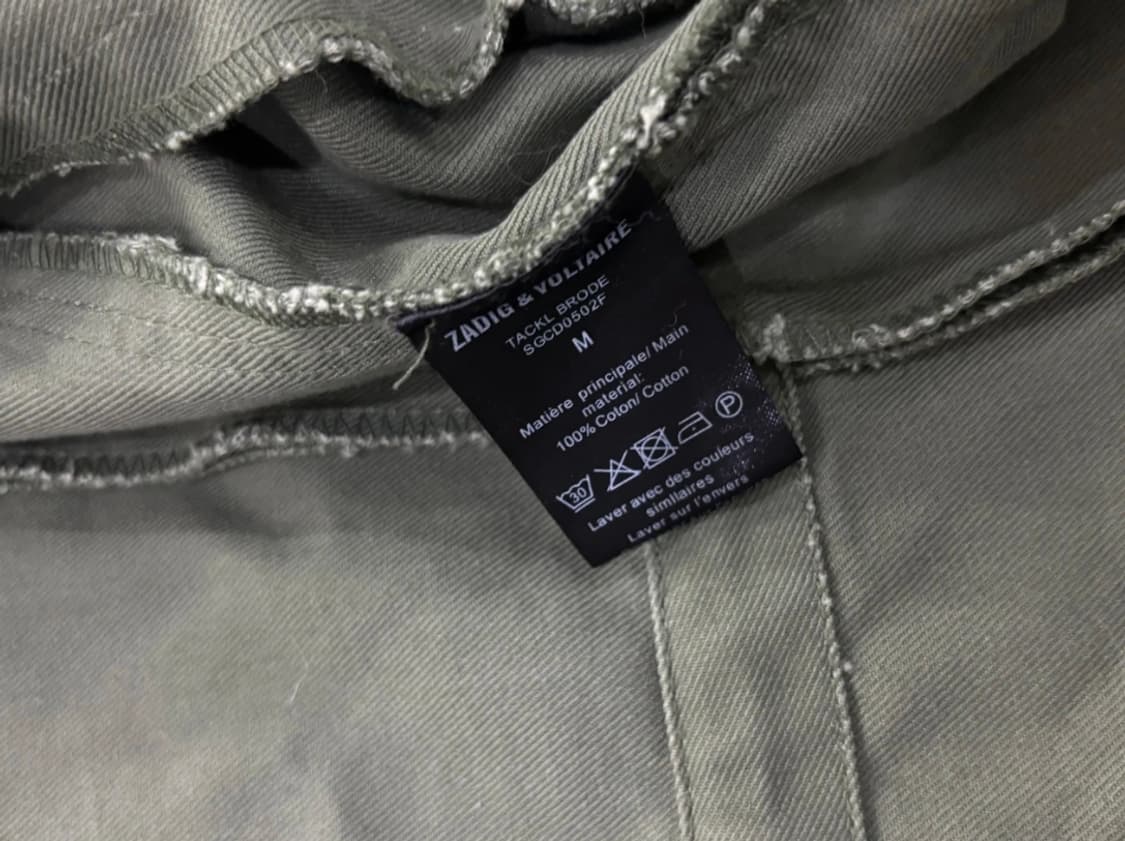 ZADIG & VOLTAIRE
TACKL BRODE
SGCD0502F
M
Matière principale/ Main
material:
100% Coton/ Cotton
30 P
Laver avec des couleurs
similaires
Laver sur l'envers